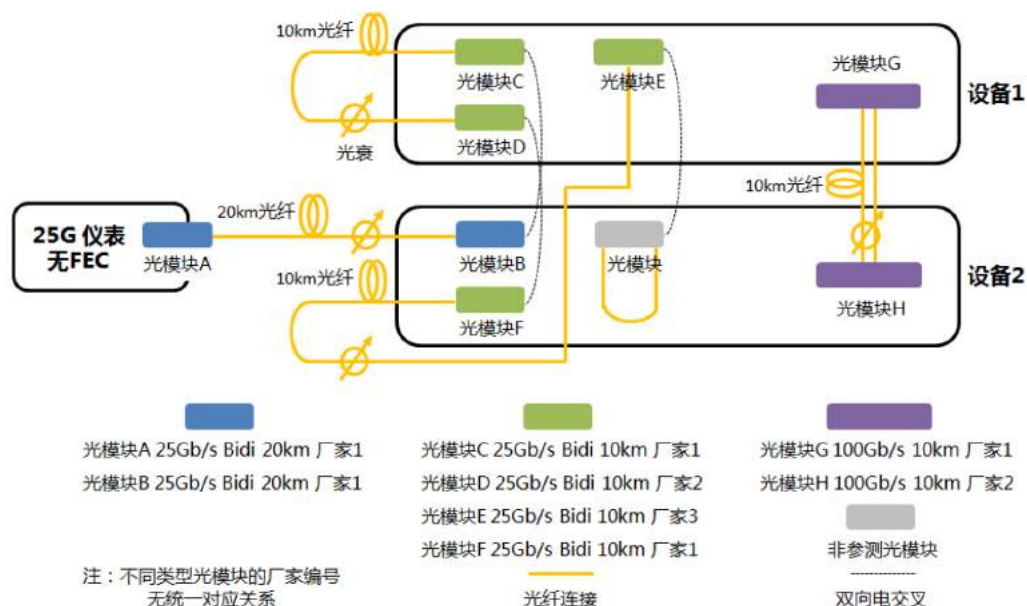 10km光纤
光模块C
光模块E
光模块G
设备1
光模块D
光衰
10km光纤
20km光纤
25G 仪表
无FEC
光模块A
光模块B
光模块
设备2
10km光纤
光模块F
光模块H
光模块A 25Gb/s Bidi 20km 厂家1
光模块B 25Gb/s Bidi 20km 厂家1
光模块C 25Gb/s Bidi 10km 厂家1
光模块D 25Gb/s Bidi 10km 厂家2
光模块E 25Gb/s Bidi 10km 厂家3
光模块F 25Gb/s Bidi 10km 厂家1
光模块G 100Gb/s 10km 厂家1
光模块H 100Gb/s 10km 厂家2
非参测光模块
注：不同类型光模块的厂家编号
无统一对应关系
光纤连接
双向电交叉